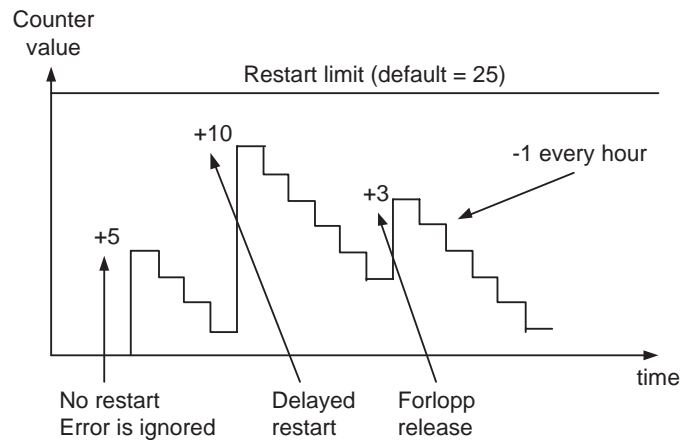 Counter
value
Restart limit (default = 25)
+10
-1 every hour
+3
+5
time
No restart
Error is ignored
Delayed
restart
Forlopp
release